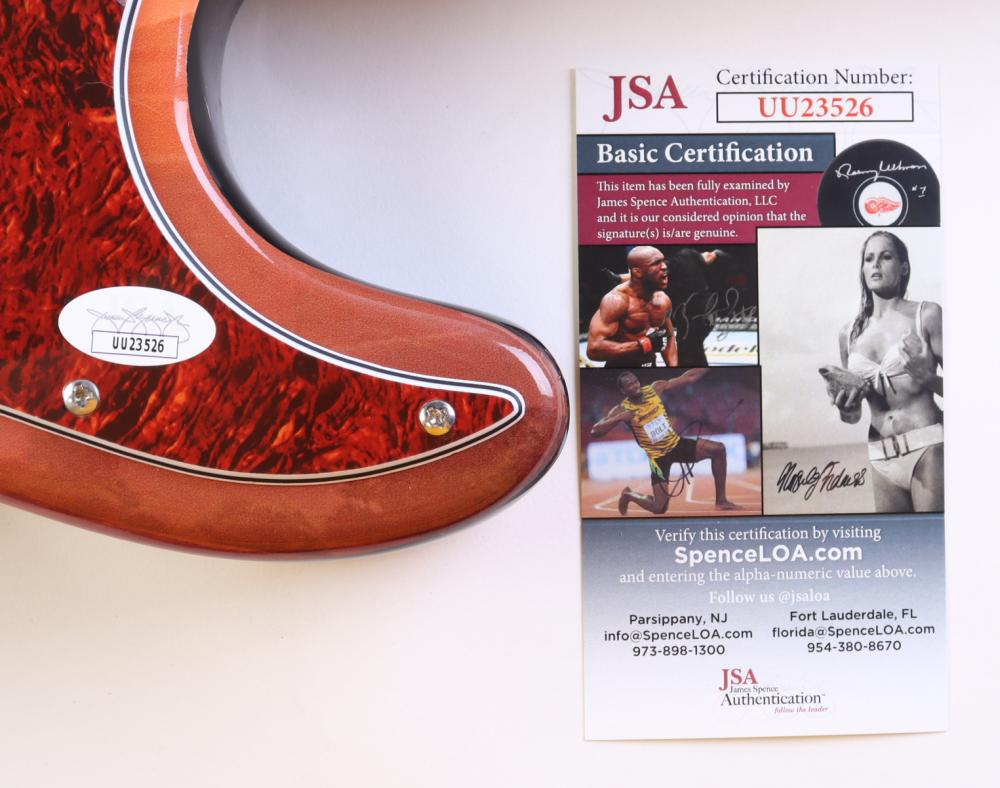 UU23526
JSA
Certification Number:
UU23526
Basic Certification
This item has been fully examined by
James Spence Authentication, LLC
and it is our considered opinion that the
signature(s) is/are genuine.
#7
BOLT
Verify this certification by visiting
SpenceLOA.com
and entering the alpha-numeric value above.
Follow us @jsaloa
Parsippany, NJ
info@SpenceLOA.com
973-898-1300
Fort Lauderdale, FL
florida@SpenceLOA.com
954-380-8670
JSA
James Spence
Authentication™
follow the leader